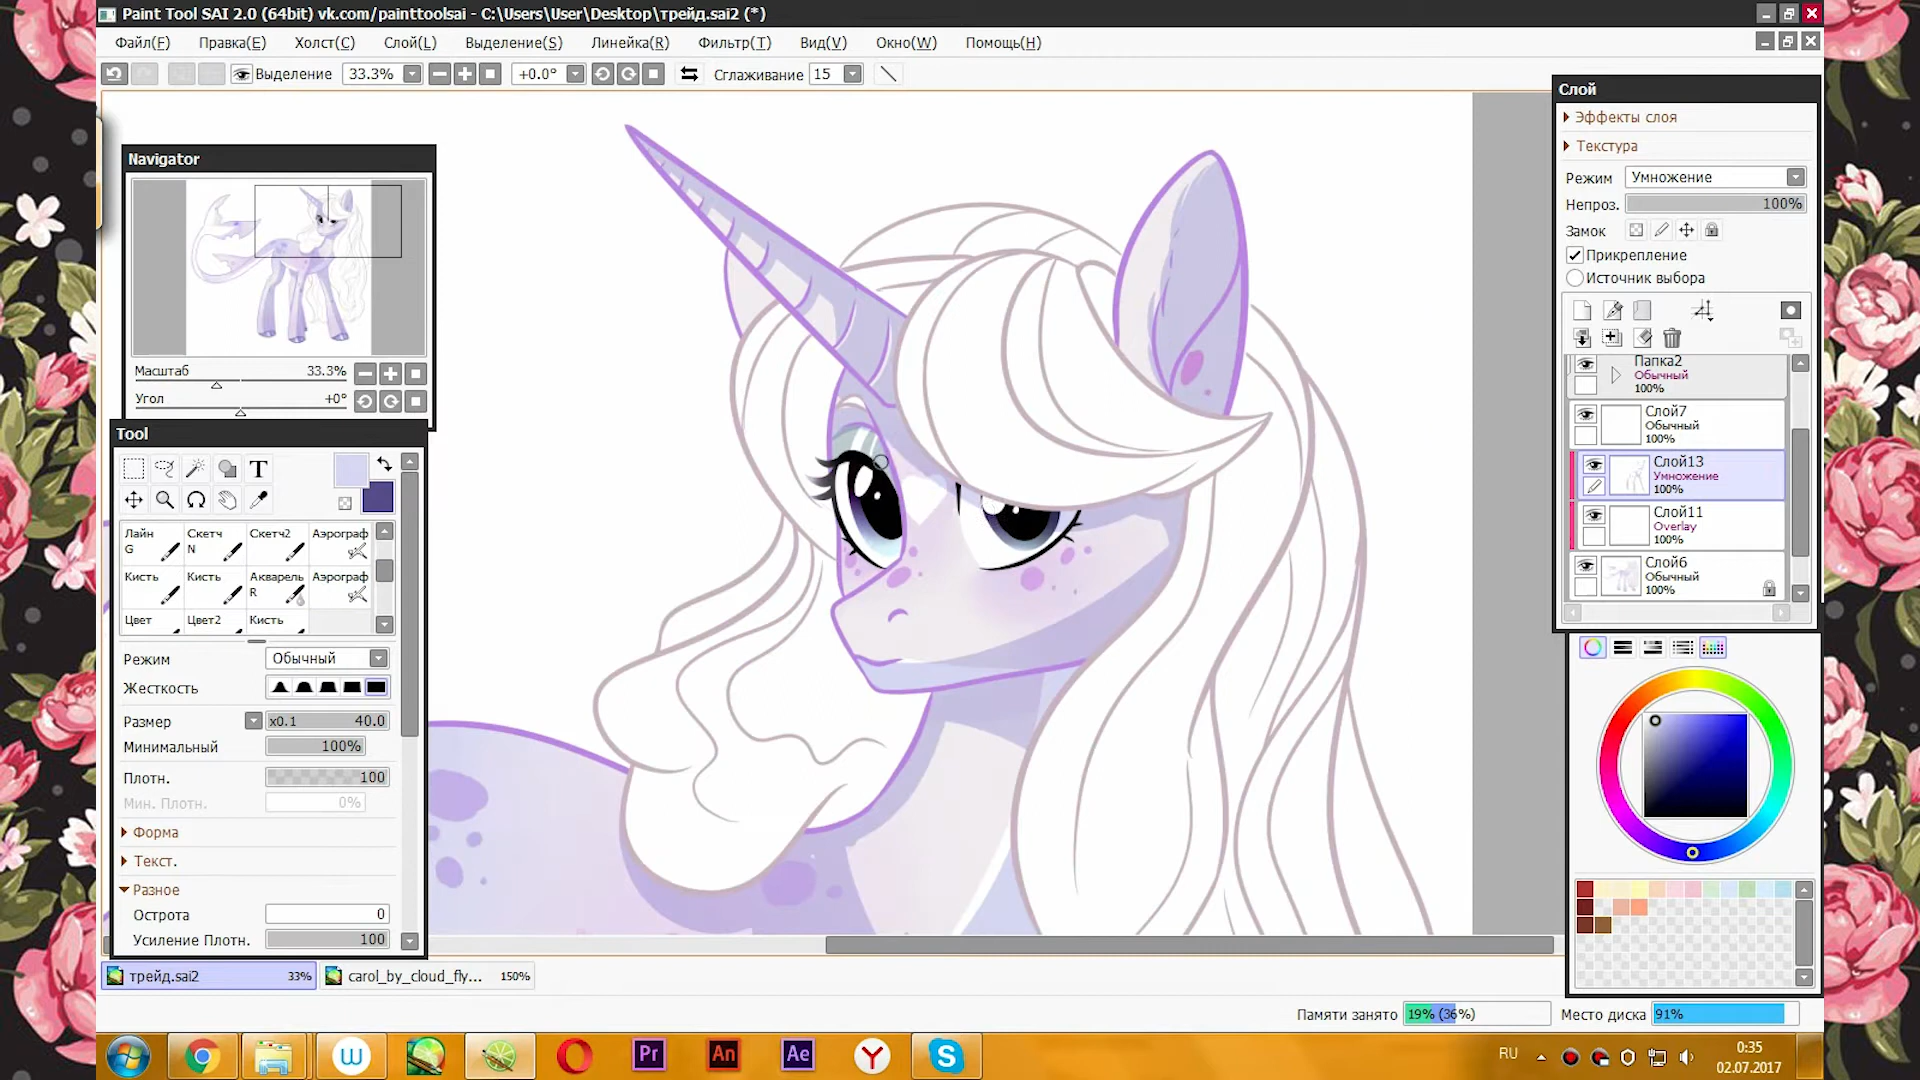 Paint Tool SAI 2.0 (64bit) vk.com/painttoolsai - C:\Users\User\Desktop\трейд.sai2 (*)
Файл(F) Правка(E) Холст(C) Слой(L) Выделение(S) Линейка(R) Фильтр(T) Вид(V) Окно(W) Помощь(H)
Выделение 33.3% +0.0° Сглаживание 15
Navigator
Масштаб 33.3%
Угол +0°
Tool
T
Лайн Скетч Скетч2 Аэрограф
G N
Кисть Кисть Акварель Аэрограф
R
Цвет Цвет2 Кисть
Режим Обычный
Жесткость
Размер x0.1 40.0
Минимальный 100%
Плотн. 100
Мин. Плотн. 0%
Форма
Текст.
Разное
Острота 0
Усиление Плотн. 100
Слой
Эффекты слоя
Текстура
Режим Умножение
Непроз. 100%
Замок
Прикрепление
Источник выбора
Папка2
Обычный
100%
Слой7
Обычный
100%
Слой13
Умножение
100%
Слой11
Overlay
100%
Слой6
Обычный
100%
трейд.sai2 33% carol_by_cloud_fly... 150%
Памяти занято 19% (36%) Место диска 91%
W Pr An Ae Y S
RU 0:35
02.07.2017